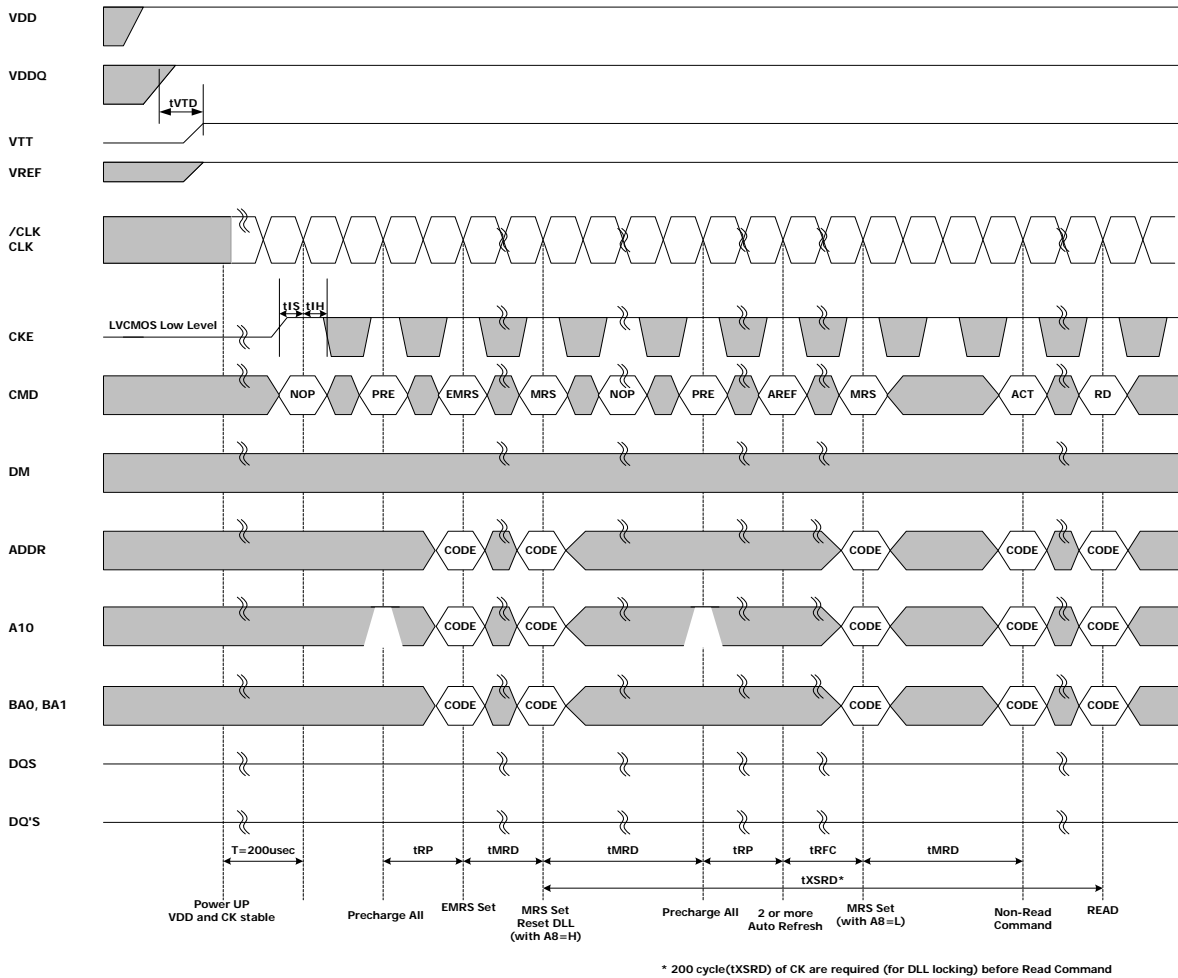 VDD
VDDQ
tVTD
VTT
VREF
/CLK
CLK
tIS tIH
LVCMOS Low Level
CKE
CMD NOP PRE EMRS MRS NOP PRE AREF MRS ACT RD
DM
ADDR CODE CODE CODE CODE CODE
A10 CODE CODE CODE CODE CODE
BA0, BA1 CODE CODE CODE CODE CODE
DQS
DQ'S
T=200usec tRP tMRD tMRD tRP tRFC tMRD
tXSRD*
Power UP
VDD and CK stable
Precharge All
EMRS Set
MRS Set
Reset DLL
(with A8=H)
Precharge All
2 or more
Auto Refresh
MRS Set
(with A8=L)
Non-Read
Command
READ
* 200 cycle(tXSRD) of CK are required (for DLL locking) before Read Command